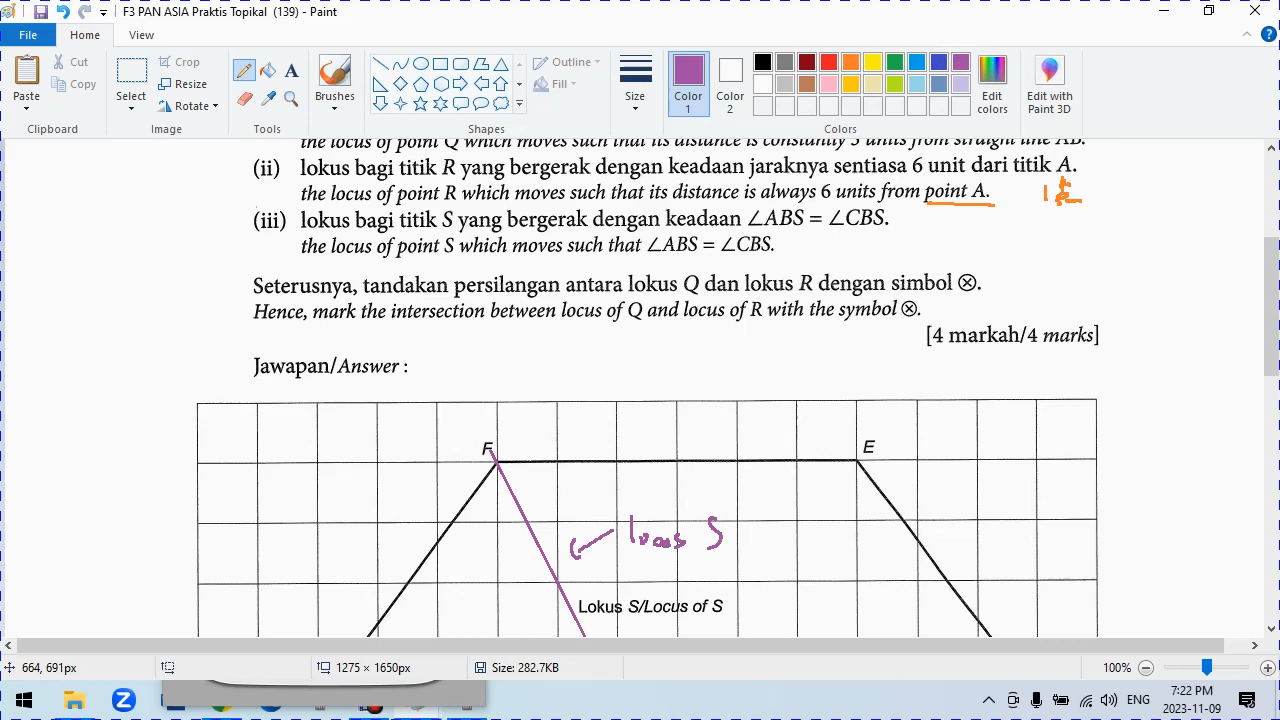 F3 PAN ASIA Praktis Topikal (139) - Paint
File Home View
Paste Cut Copy Clipboard
Select Crop Resize Rotate Image
A Tools
Brushes
Outline Fill Shapes
Size
Color 1 Color 2 Edit colors Colors
Edit with Paint 3D
the locus of point Q which moves such that its distance is constantly 3 units from straight line AB.
(ii) lokus bagi titik R yang bergerak dengan keadaan jaraknya sentiasa 6 unit dari titik A.
the locus of point R which moves such that its distance is always 6 units from point A.
(iii) lokus bagi titik S yang bergerak dengan keadaan ∠ABS = ∠CBS.
the locus of point S which moves such that ∠ABS = ∠CBS.
Seterusnya, tandakan persilangan antara lokus Q dan lokus R dengan simbol ⊗.
Hence, mark the intersection between locus of Q and locus of R with the symbol ⊗.
[4 markah/4 marks]
Jawapan/Answer :
F E
locus S
Lokus S/Locus of S
664, 691px 1275 × 1650px Size: 282.7KB 100%
ENG 7:22 PM 2023-11-09